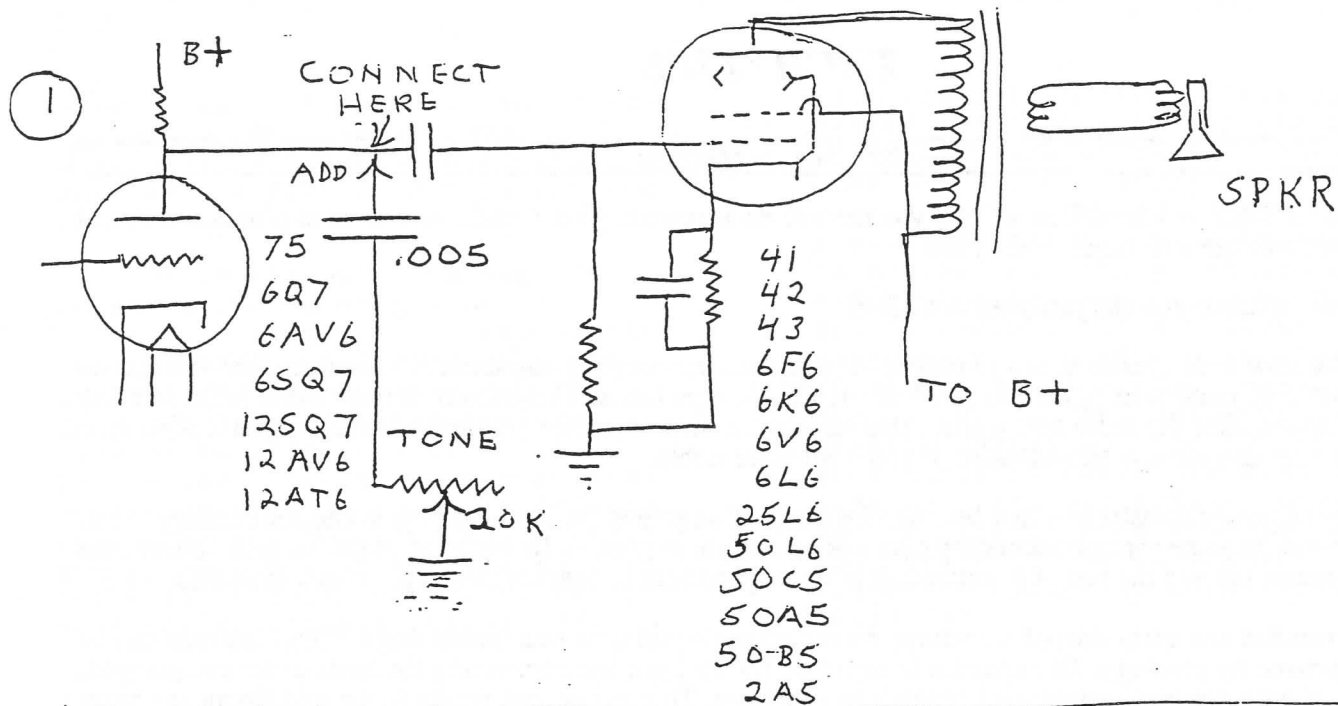 1
B+
CONNECT
HERE
ADD
.005
75
6Q7
6AV6
6SQ7
12SQ7
12AV6
12AT6
TONE
20K
41
42
43
6F6
6K6
6V6
6L6
25L6
50L6
50C5
50A5
50-B5
2A5
TO B+
SPKR